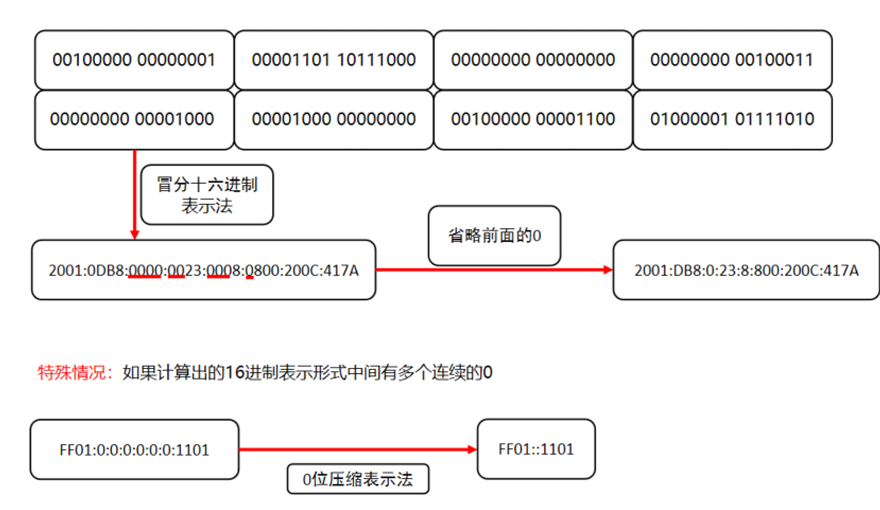 00100000 00000001 00001101 10111000 00000000 00000000 00000000 00100011
00000000 00001000 00001000 00000000 00100000 00001100 01000001 01111010
冒分十六进制
表示法
省略前面的0
2001:0DB8:0000:0023:0008:0800:200C:417A
2001:DB8:0:23:8:800:200C:417A
特殊情况：如果计算出的16进制表示形式中间有多个连续的0
FF01:0:0:0:0:0:0:1101
FF01::1101
0位压缩表示法